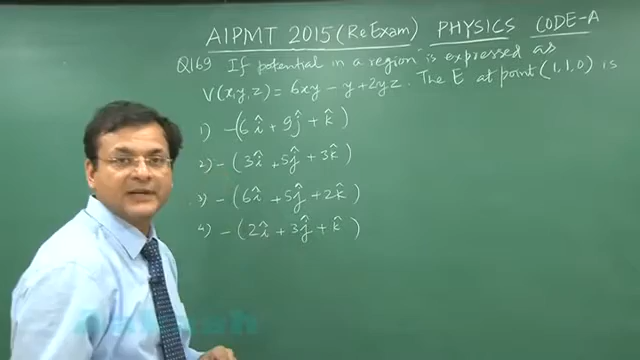 AIPMT 2015 (Re Exam) PHYSICS CODE-A
Q169 If potential in a region is expressed as
V(x,y,z) = 6xy - y + 2yz. The E at point (1,1,0) is
1) -(6î + 9ĵ + k̂)
2) -(3î + 5ĵ + 3k̂)
3) -(6î + 5ĵ + 2k̂)
4) -(2î + 3ĵ + k̂)
Aakash